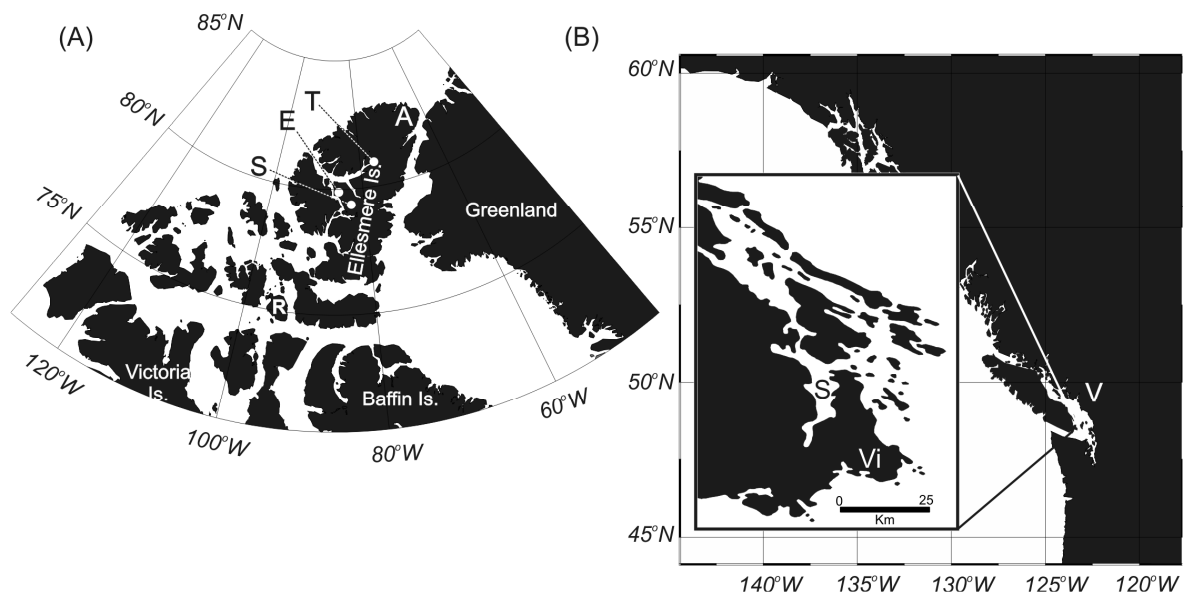 (A)
85°N
80°N
75°N
T
E
A
S
Ellesmere Is.
Greenland
R
Victoria
Is.
Baffin Is.
120°W
100°W
80°W
60°W
(B)
60°N
55°N
50°N
45°N
S
Vi
V
0 25
Km
140°W 135°W 130°W 125°W 120°W